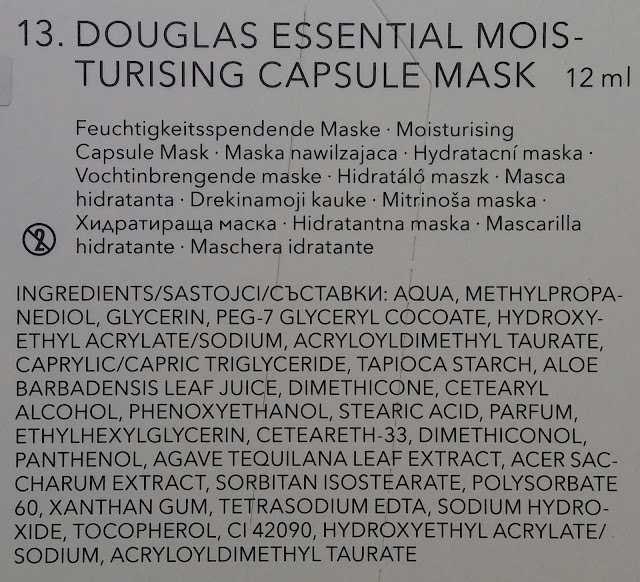 13. DOUGLAS ESSENTIAL MOIS-
TURISING CAPSULE MASK 12 ml
Feuchtigkeitsspendende Maske · Moisturising
Capsule Mask · Maska nawilzajaca · Hydratacní maska ·
Vochtinbrengende maske · Hidratáló maszk · Masca
hidratanta · Drekinamoji kauke · Mitrinoša maska ·
Хидратираща маска · Hidratantna maska · Mascarilla
hidratante · Maschera idratante
2
INGREDIENTS/SASTOJCI/СЪСТАВКИ: AQUA, METHYLPROPA-
NEDIOL, GLYCERIN, PEG-7 GLYCERYL COCOATE, HYDROXY-
ETHYL ACRYLATE/SODIUM, ACRYLOYLDIMETHYL TAURATE,
CAPRYLIC/CAPRIC TRIGLYCERIDE, TAPIOCA STARCH, ALOE
BARBADENSIS LEAF JUICE, DIMETHICONE, CETEARYL
ALCOHOL, PHENOXYETHANOL, STEARIC ACID, PARFUM,
ETHYLHEXYLGLYCERIN, CETEARETH-33, DIMETHICONOL,
PANTHENOL, AGAVE TEQUILANA LEAF EXTRACT, ACER SAC-
CHARUM EXTRACT, SORBITAN ISOSTEARATE, POLYSORBATE
60, XANTHAN GUM, TETRASODIUM EDTA, SODIUM HYDRO-
XIDE, TOCOPHEROL, CI 42090, HYDROXYETHYL ACRYLATE/
SODIUM, ACRYLOYLDIMETHYL TAURATE